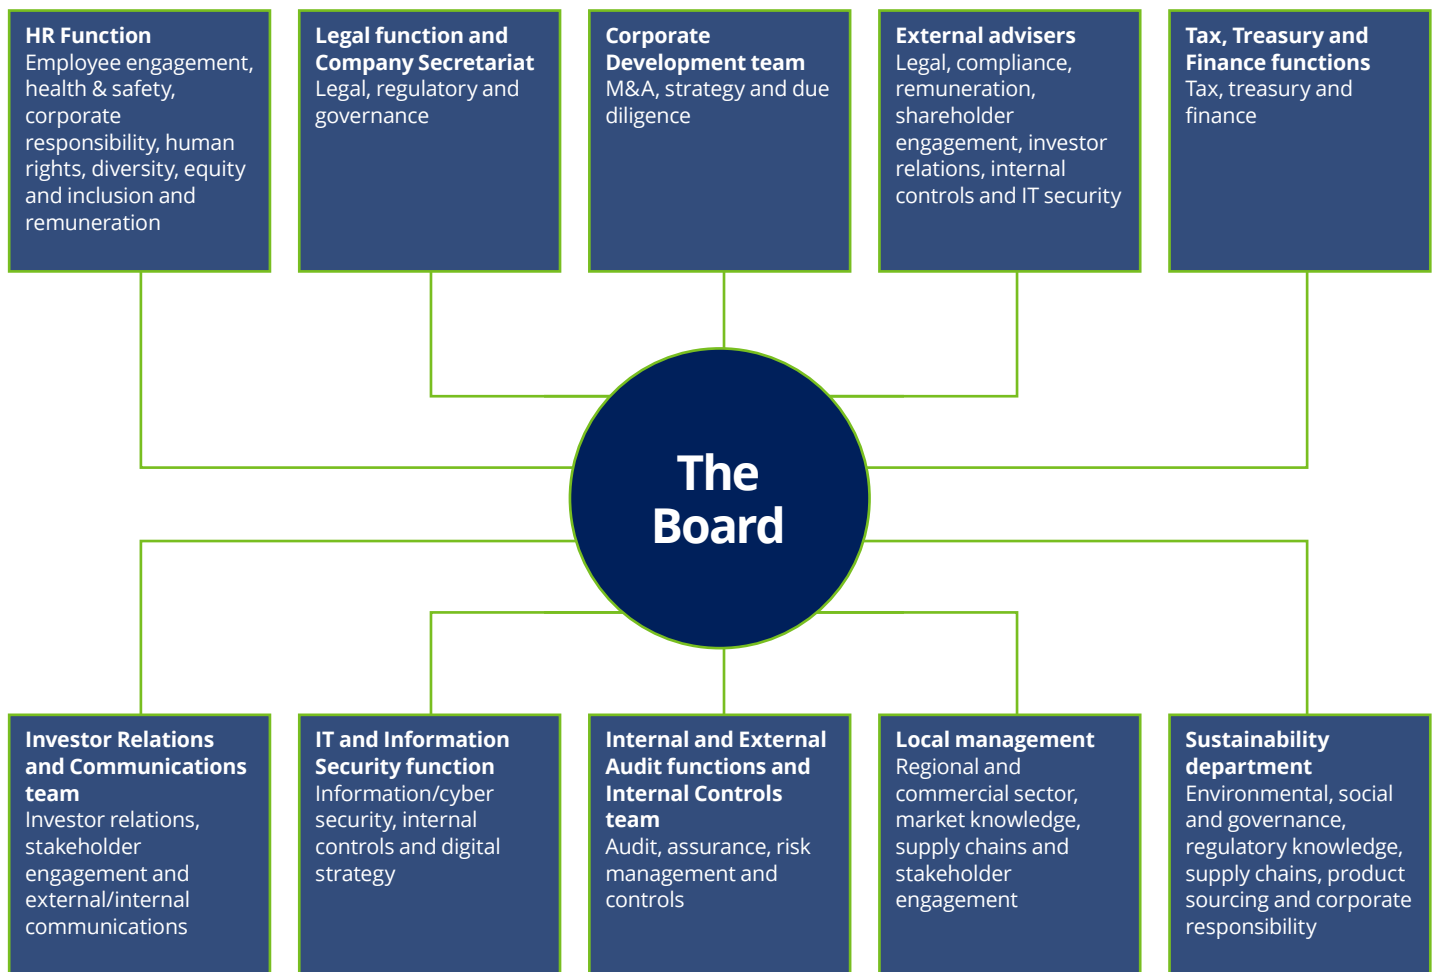 HR Function
Employee engagement,
health & safety,
corporate
responsibility, human
rights, diversity, equity
and inclusion and
remuneration
Legal function and
Company Secretariat
Legal, regulatory and
governance
Corporate
Development team
M&A, strategy and due
diligence
External advisers
Legal, compliance,
remuneration,
shareholder
engagement, investor
relations, internal
controls and IT security
Tax, Treasury and
Finance functions
Tax, treasury and
finance
The
Board
Investor Relations
and Communications
team
Investor relations,
stakeholder
engagement and
external/internal
communications
IT and Information
Security function
Information/cyber
security, internal
controls and digital
strategy
Internal and External
Audit functions and
Internal Controls
team
Audit, assurance, risk
management and
controls
Local management
Regional and
commercial sector,
market knowledge,
supply chains and
stakeholder
engagement
Sustainability
department
Environmental, social
and governance,
regulatory knowledge,
supply chains, product
sourcing and corporate
responsibility